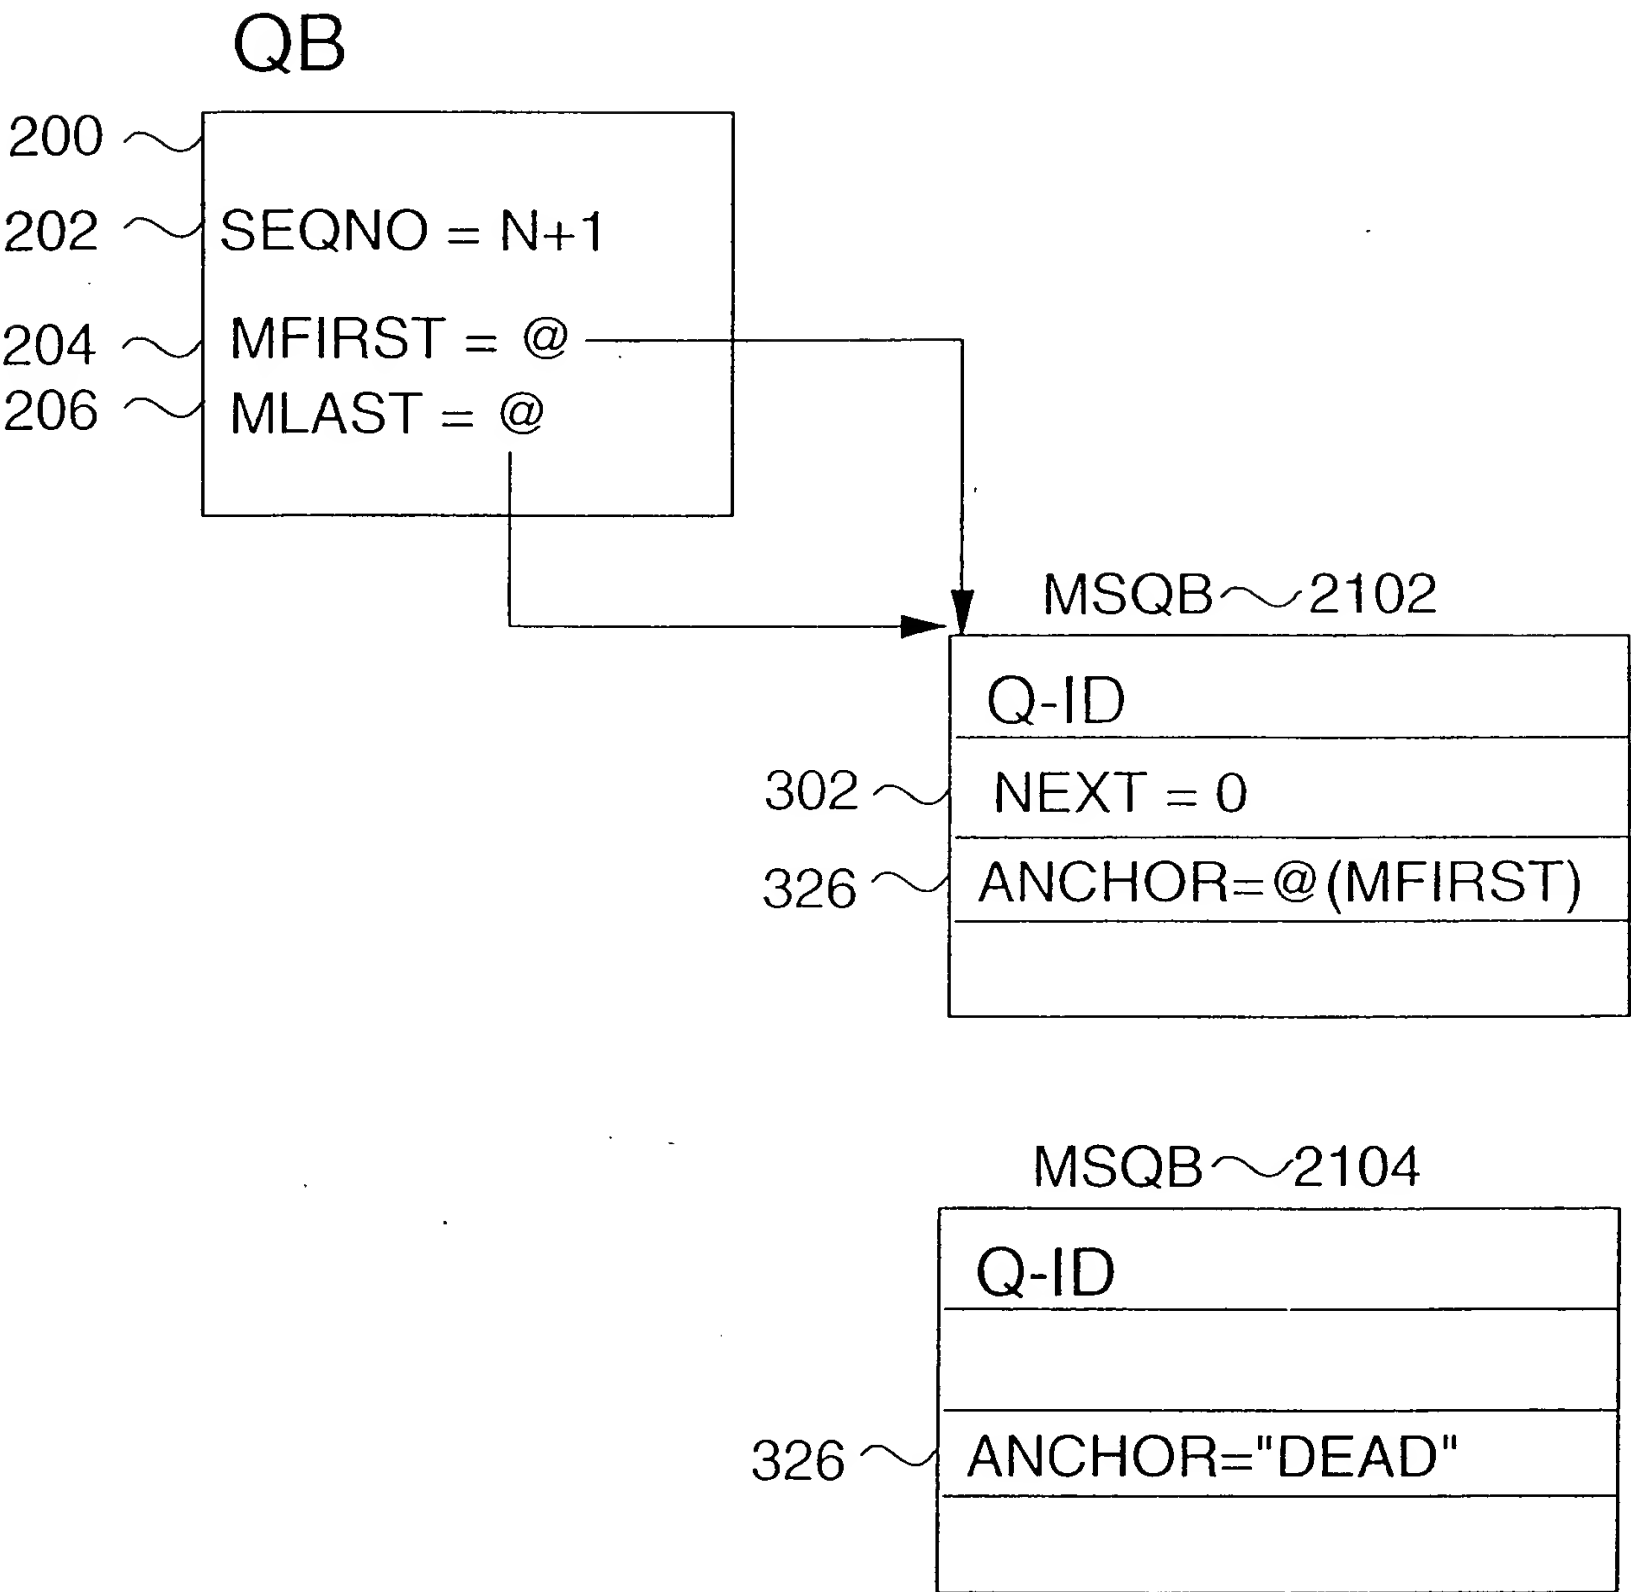 QB
200
202 SEQNO = N+1
204 MFIRST = @
206 MLAST = @
MSQB 2102
Q-ID
302 NEXT = 0
326 ANCHOR=@(MFIRST)
MSQB 2104
Q-ID
326 ANCHOR="DEAD"